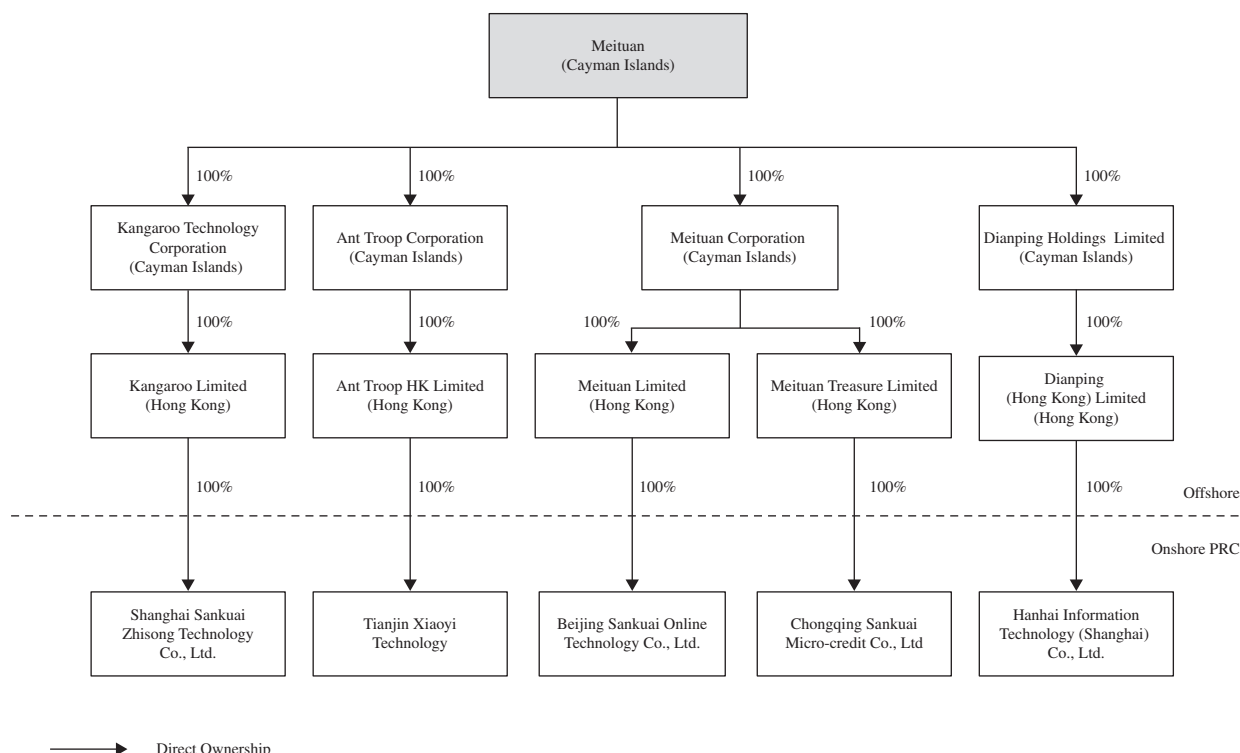 Meituan
(Cayman Islands)
100%
100%
100%
100%
Kangaroo Technology
Corporation
(Cayman Islands)
Ant Troop Corporation
(Cayman Islands)
Meituan Corporation
(Cayman Islands)
Dianping Holdings Limited
(Cayman Islands)
100%
100%
100%
100%
100%
Kangaroo Limited
(Hong Kong)
Ant Troop HK Limited
(Hong Kong)
Meituan Limited
(Hong Kong)
Meituan Treasure Limited
(Hong Kong)
Dianping
(Hong Kong) Limited
(Hong Kong)
100%
100%
100%
100%
100%
Offshore
Onshore PRC
Shanghai Sankuai
Zhisong Technology
Co., Ltd.
Tianjin Xiaoyi
Technology
Beijing Sankuai Online
Technology Co., Ltd.
Chongqing Sankuai
Micro-credit Co., Ltd
Hanhai Information
Technology (Shanghai)
Co., Ltd.
Direct Ownership